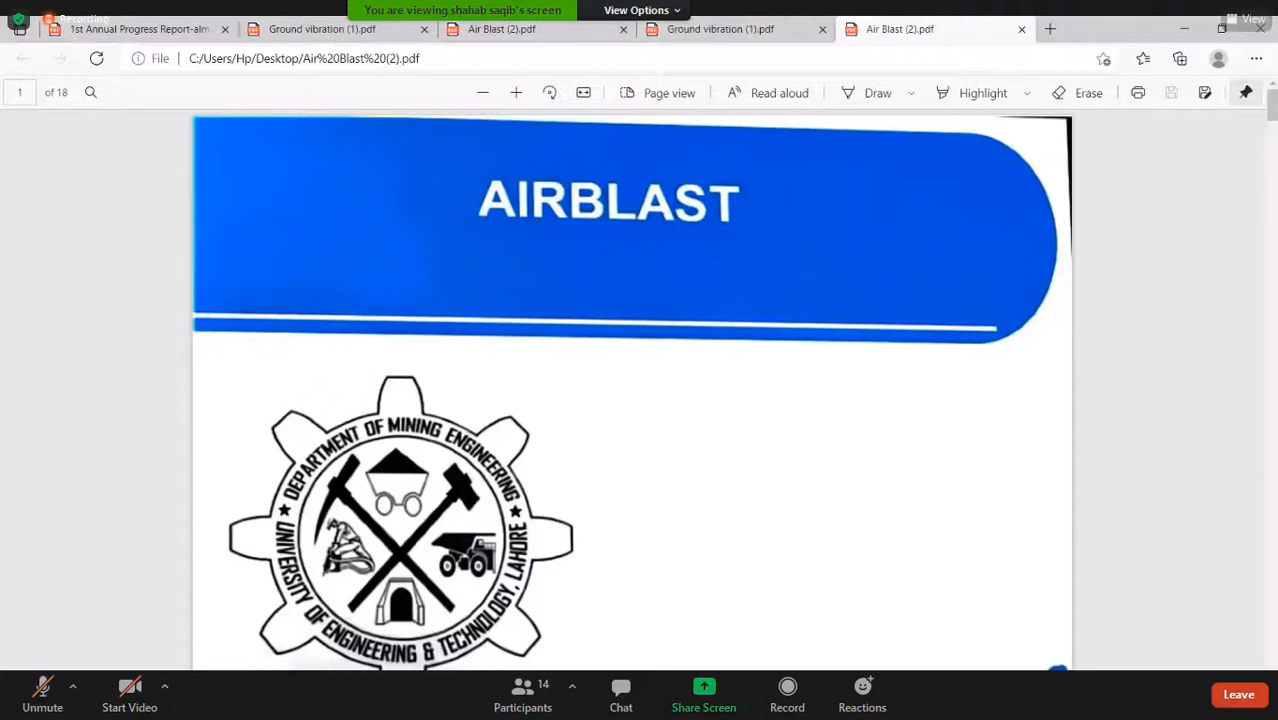 Recording
You are viewing shahab saqib's screen
View Options
View
1st Annual Progress Report-alm
Ground vibration (1).pdf
Air Blast (2).pdf
Ground vibration (1).pdf
Air Blast (2).pdf
File
C:/Users/Hp/Desktop/Air%20Blast%20(2).pdf
1
of 18
Page view
Read aloud
Draw
Highlight
Erase
AIRBLAST
DEPARTMENT OF MINING ENGINEERING
UNIVERSITY OF ENGINEERING & TECHNOLOGY, LAHORE
Unmute
Start Video
14
Participants
Chat
Share Screen
Record
Reactions
Leave